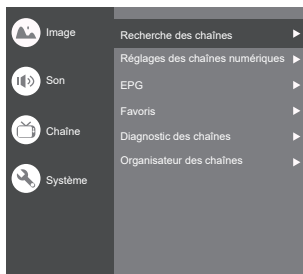 Image
Son
Chaîne
Système
Recherche des chaînes
Réglages des chaînes numériques
EPG
Favoris
Diagnostic des chaînes
Organisateur des chaînes